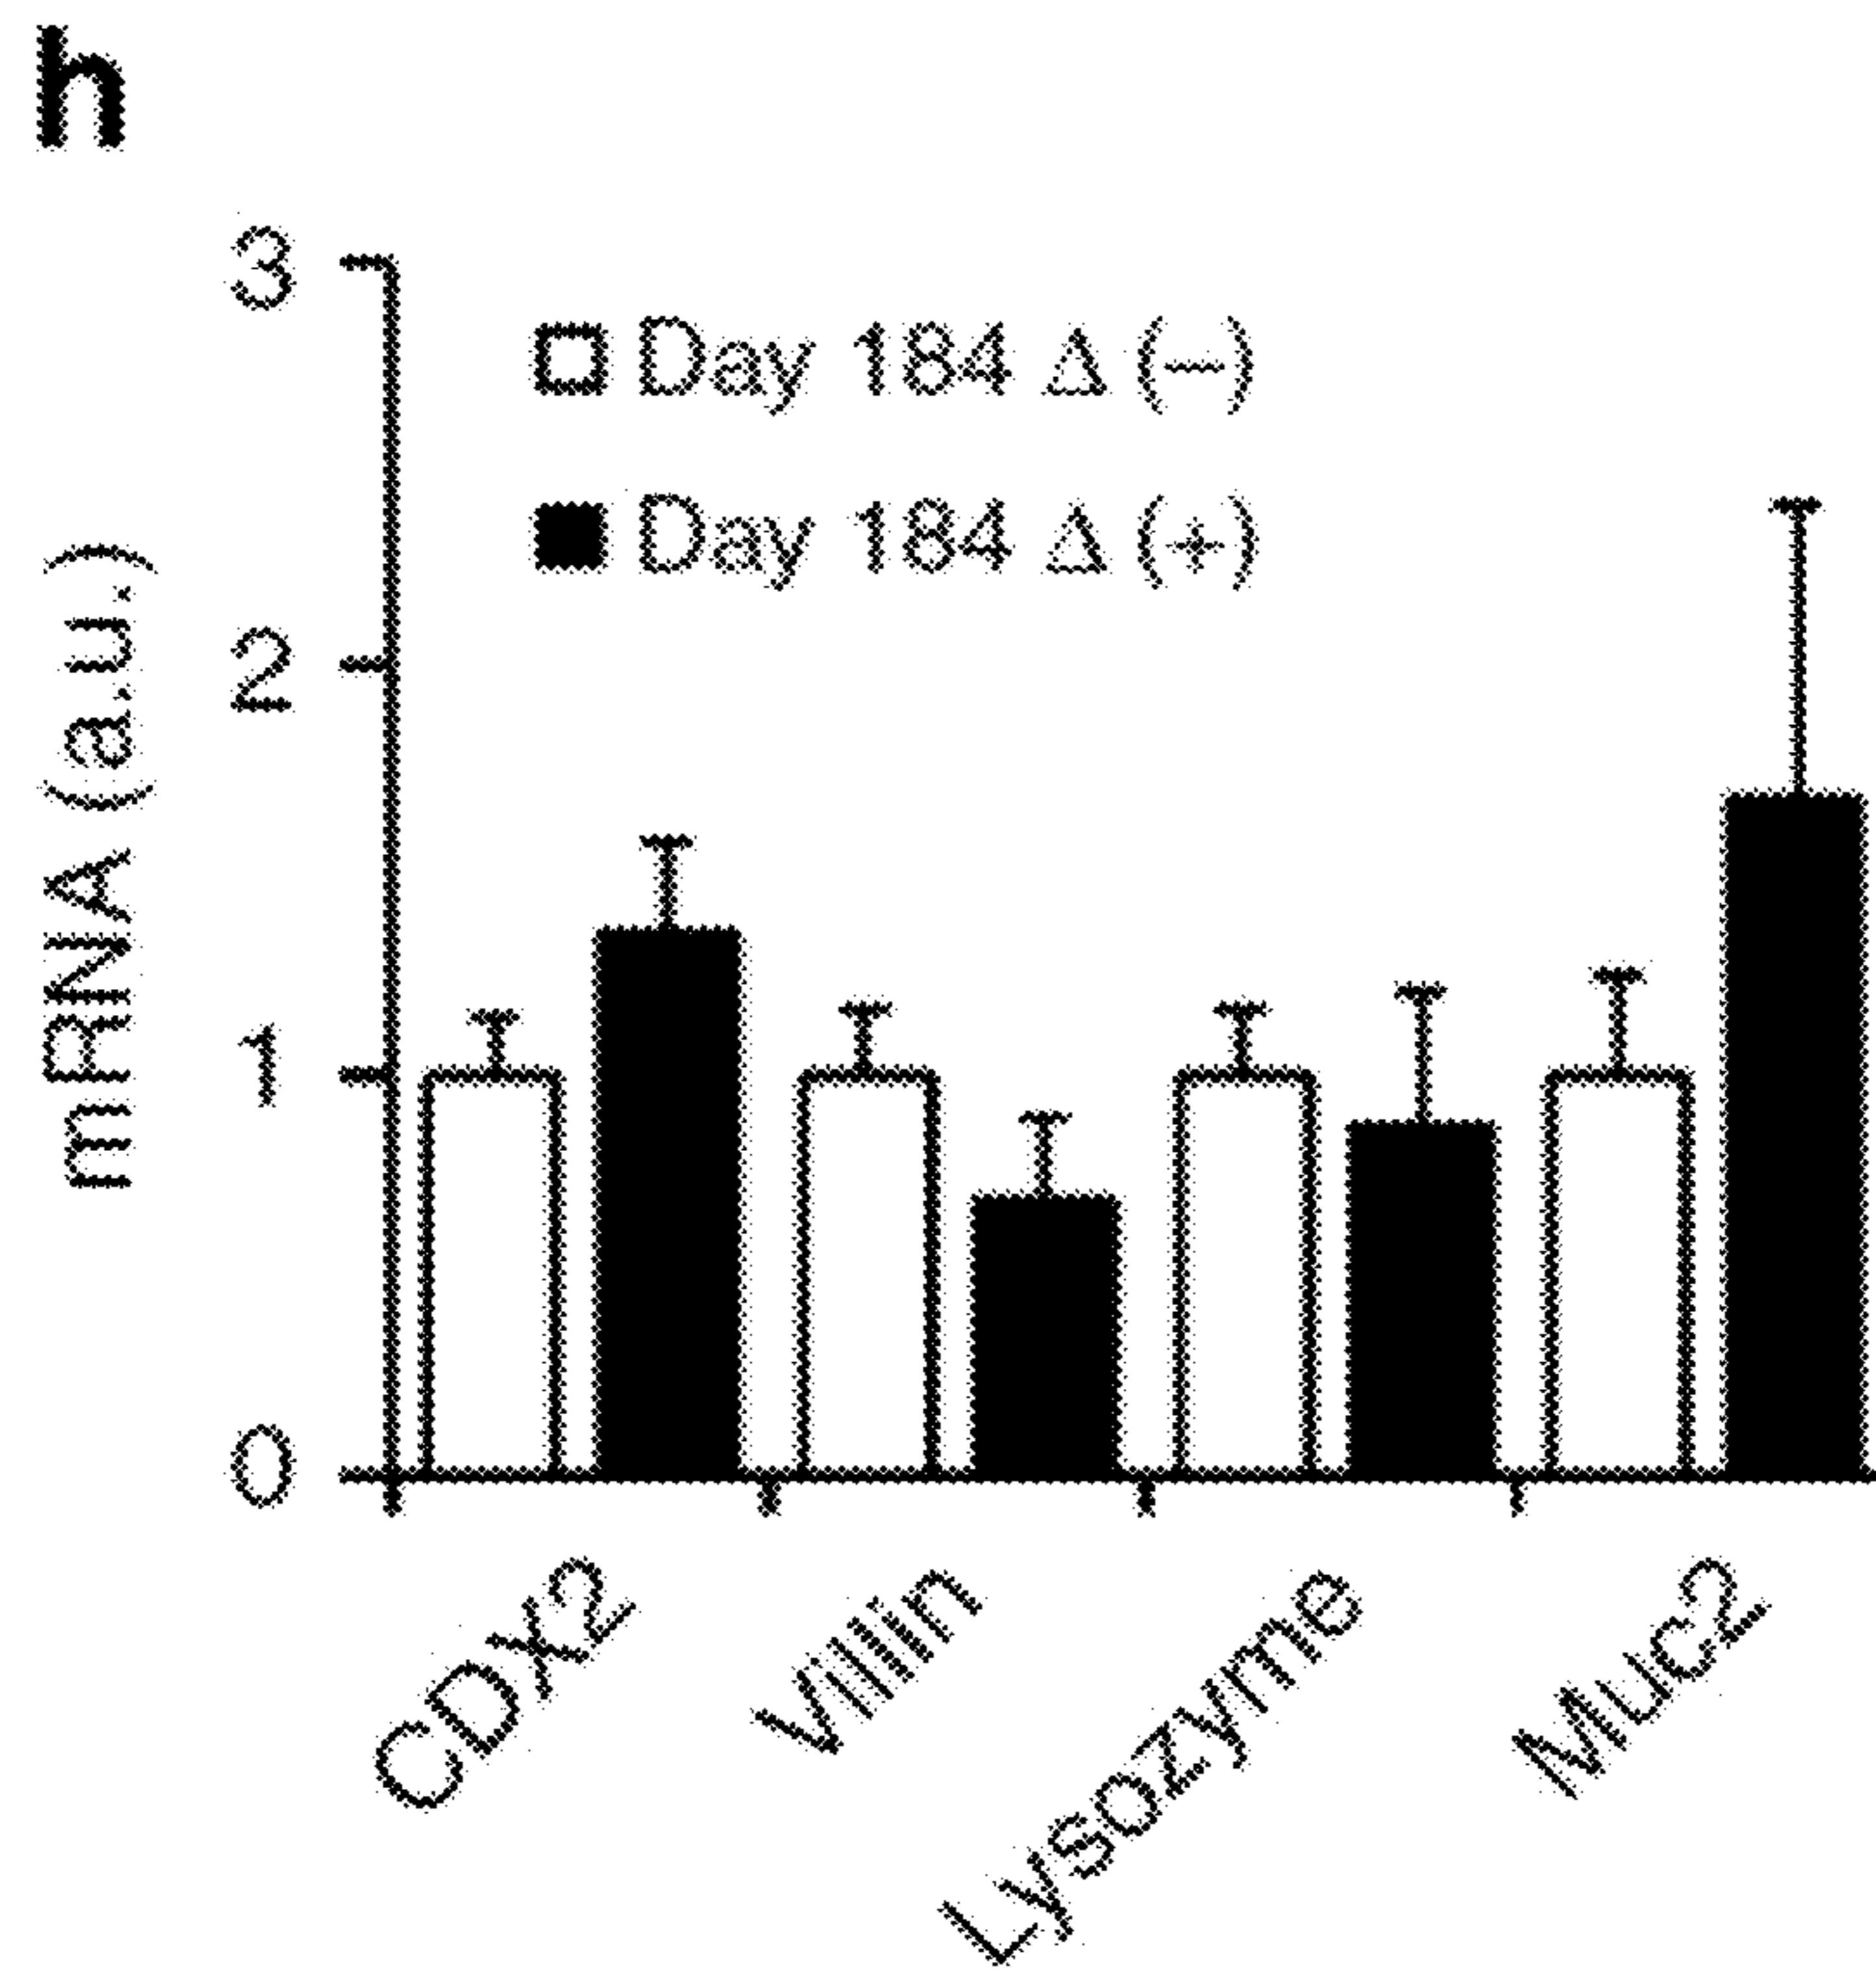 h
3
2
1
0
mRNA (a.u.)
Day 184 Δ (−)
Day 184 Δ (+)
CDX2
Villin
Lysozyme
Muc2